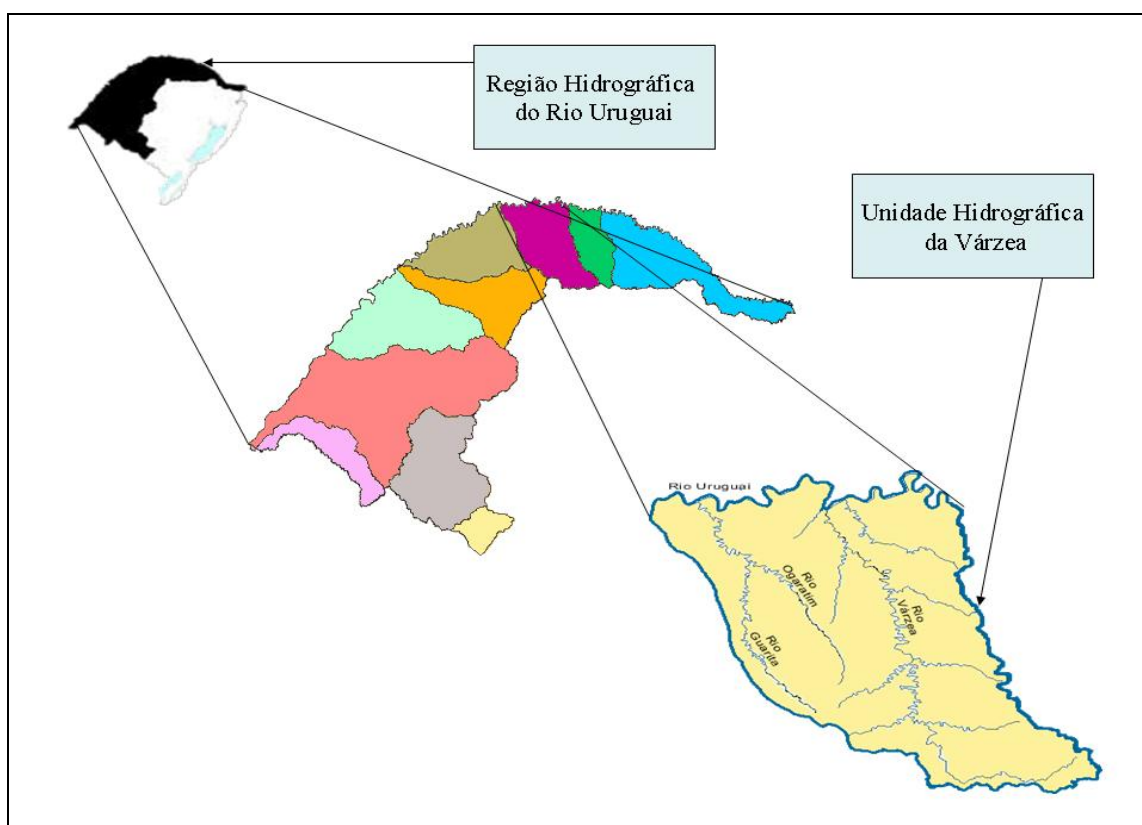 Região Hidrográfica
do Rio Uruguai
Unidade Hidrográfica
da Várzea
Rio Uruguai
Rio
Ogaratim
Rio
Várzea
Rio
Guarita